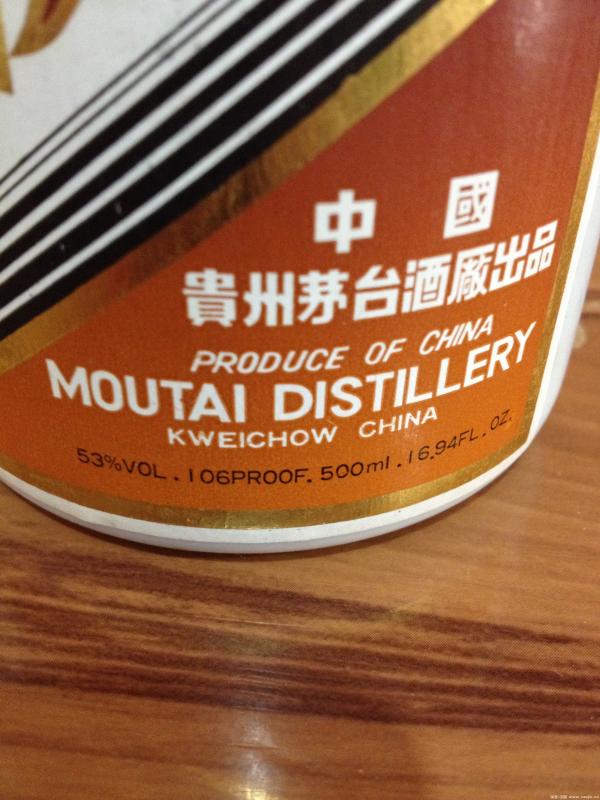 中國
貴州茅台酒廠出品
PRODUCE OF CHINA
MOUTAI DISTILLERY
KWEICHOW CHINA
53%VOL. 106PROOF. 500ml. 16.94FL. OZ.